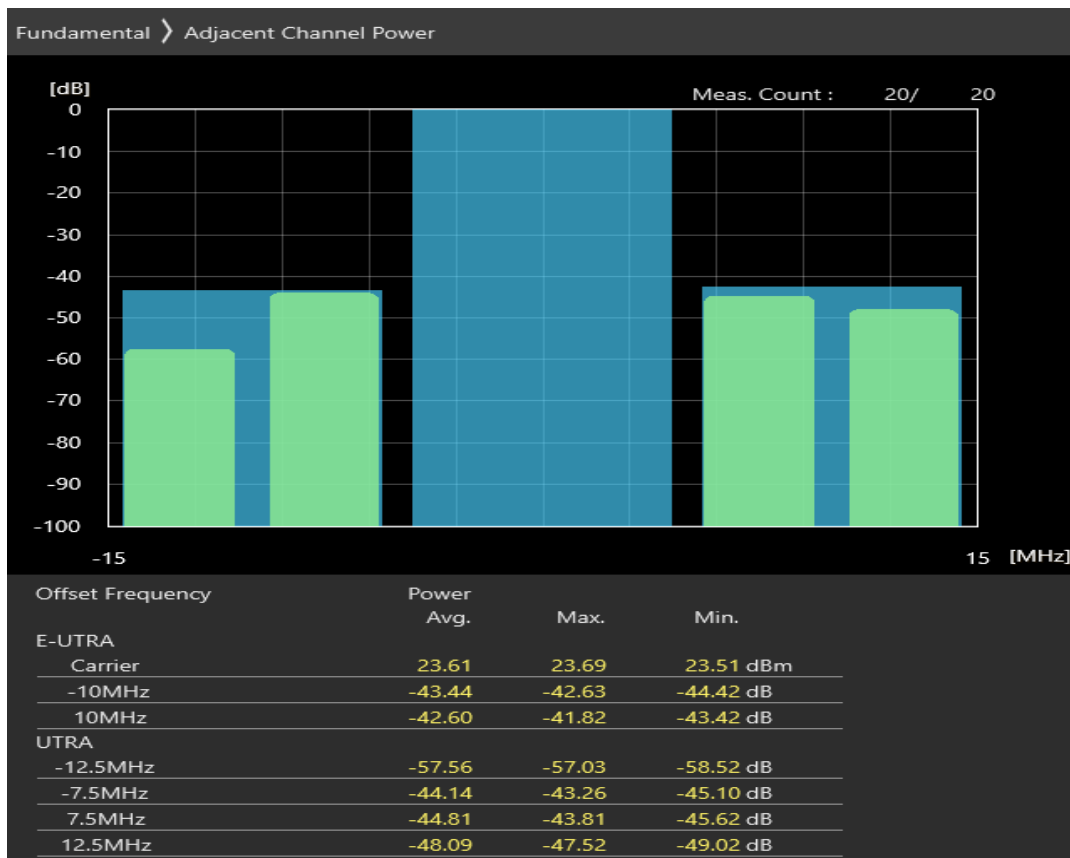 Fundamental 〉 Adjacent Channel Power
[dB]
Meas. Count : 20/ 20
0
-10
-20
-30
-40
-50
-60
-70
-80
-90
-100
-15 15 [MHz]
Offset Frequency Power
Avg. Max. Min.
E-UTRA
Carrier 23.61 23.69 23.51 dBm
-10MHz -43.44 -42.63 -44.42 dB
10MHz -42.60 -41.82 -43.42 dB
UTRA
-12.5MHz -57.56 -57.03 -58.52 dB
-7.5MHz -44.14 -43.26 -45.10 dB
7.5MHz -44.81 -43.81 -45.62 dB
12.5MHz -48.09 -47.52 -49.02 dB